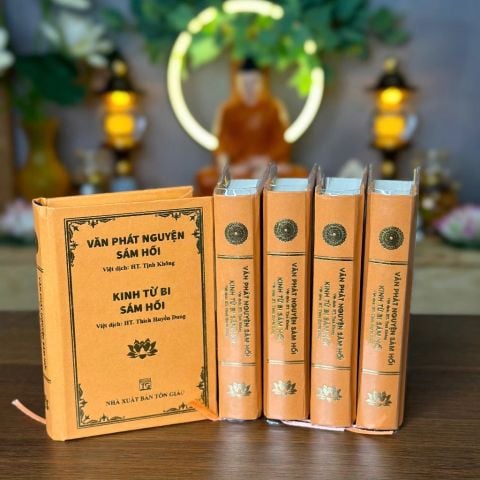 VĂN PHÁT NGUYỆN
SÁM HỐI
Việt dịch: HT. Tịnh Không
KINH TỪ BI
SÁM HỐI
Việt dịch: HT. Thích Huyền Dung
NHÀ XUẤT BẢN TÔN GIÁO
VĂN PHÁT NGUYỆN SÁM HỐI
KINH TỪ BI SÁM HỐI
VĂN PHÁT NGUYỆN SÁM HỐI
KINH TỪ BI SÁM HỐI
VĂN PHÁT NGUYỆN SÁM HỐI
KINH TỪ BI SÁM HỐI
VĂN PHÁT NGUYỆN SÁM HỐI
KINH TỪ BI SÁM HỐI